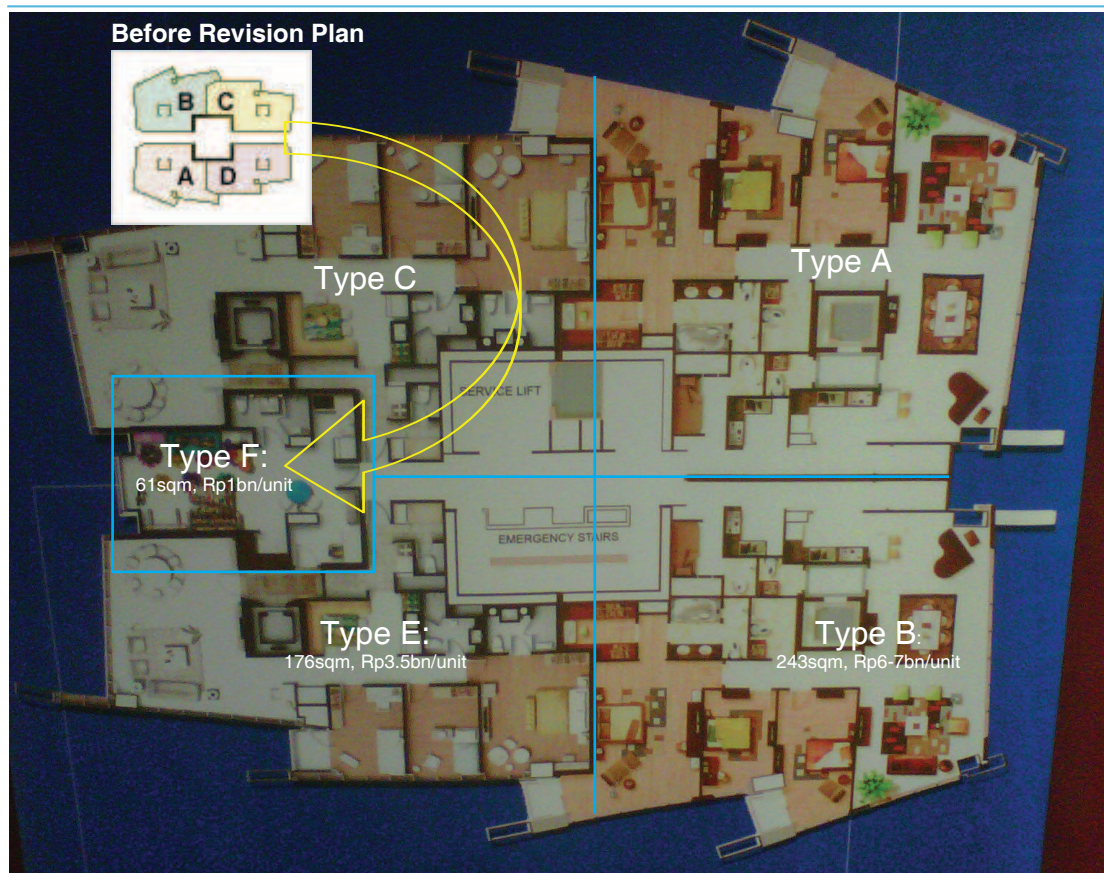 Before Revision Plan
B C
A D
Type C
Type A
SERVICE LIFT
Type F:
61sqm, Rp1bn/unit
EMERGENCY STAIRS
Type E:
176sqm, Rp3.5bn/unit
Type B:
243sqm, Rp6-7bn/unit